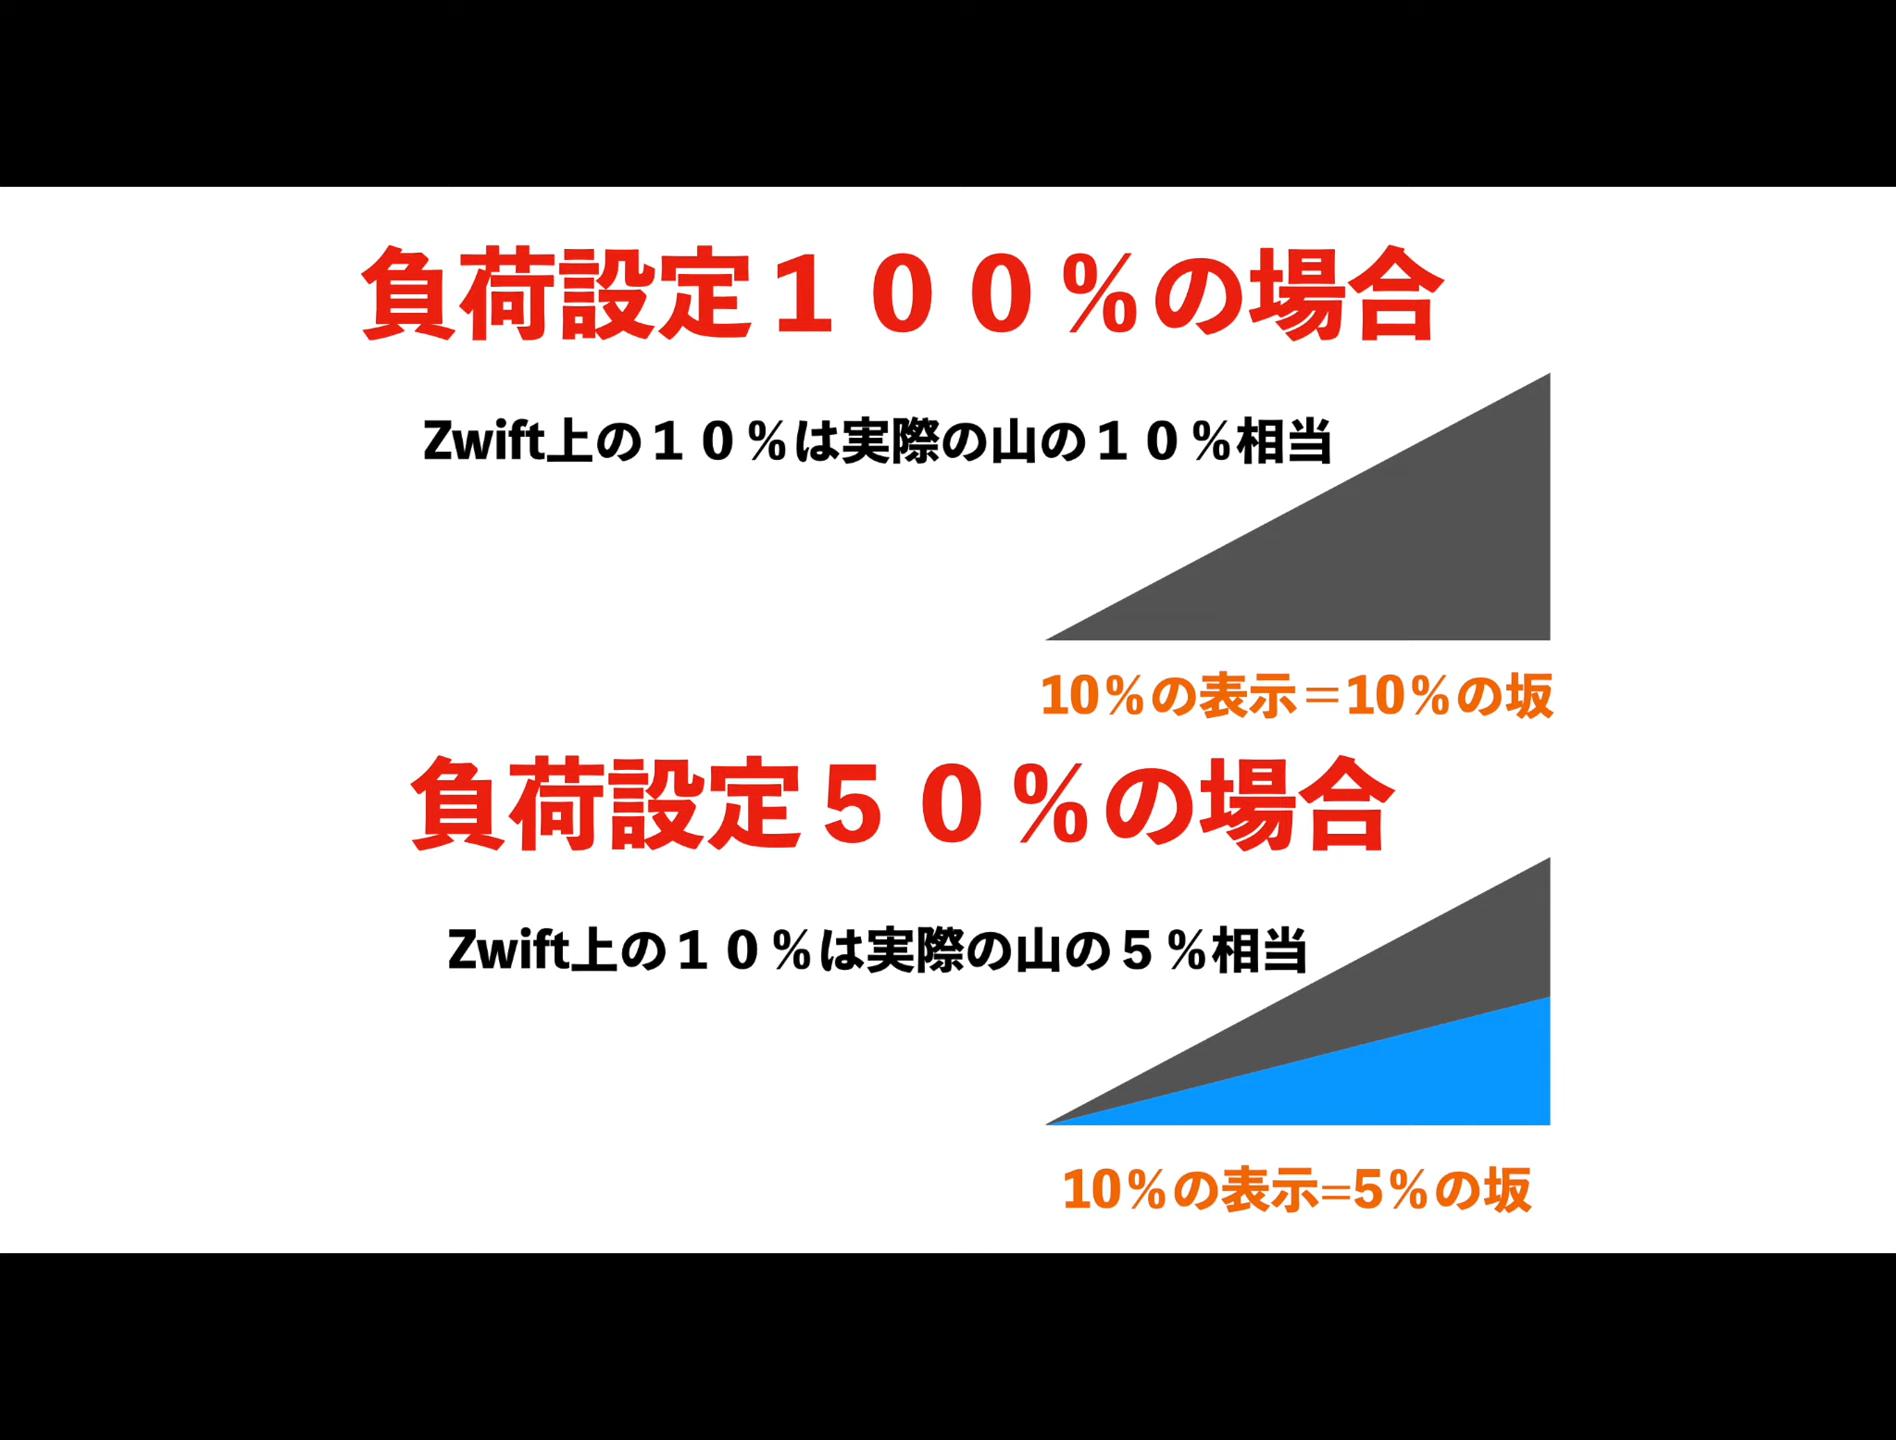 負荷設定１００％の場合
Zwift上の１０％は実際の山の１０％相当
10％の表示＝10％の坂
負荷設定５０％の場合
Zwift上の１０％は実際の山の５％相当
10％の表示=5％の坂